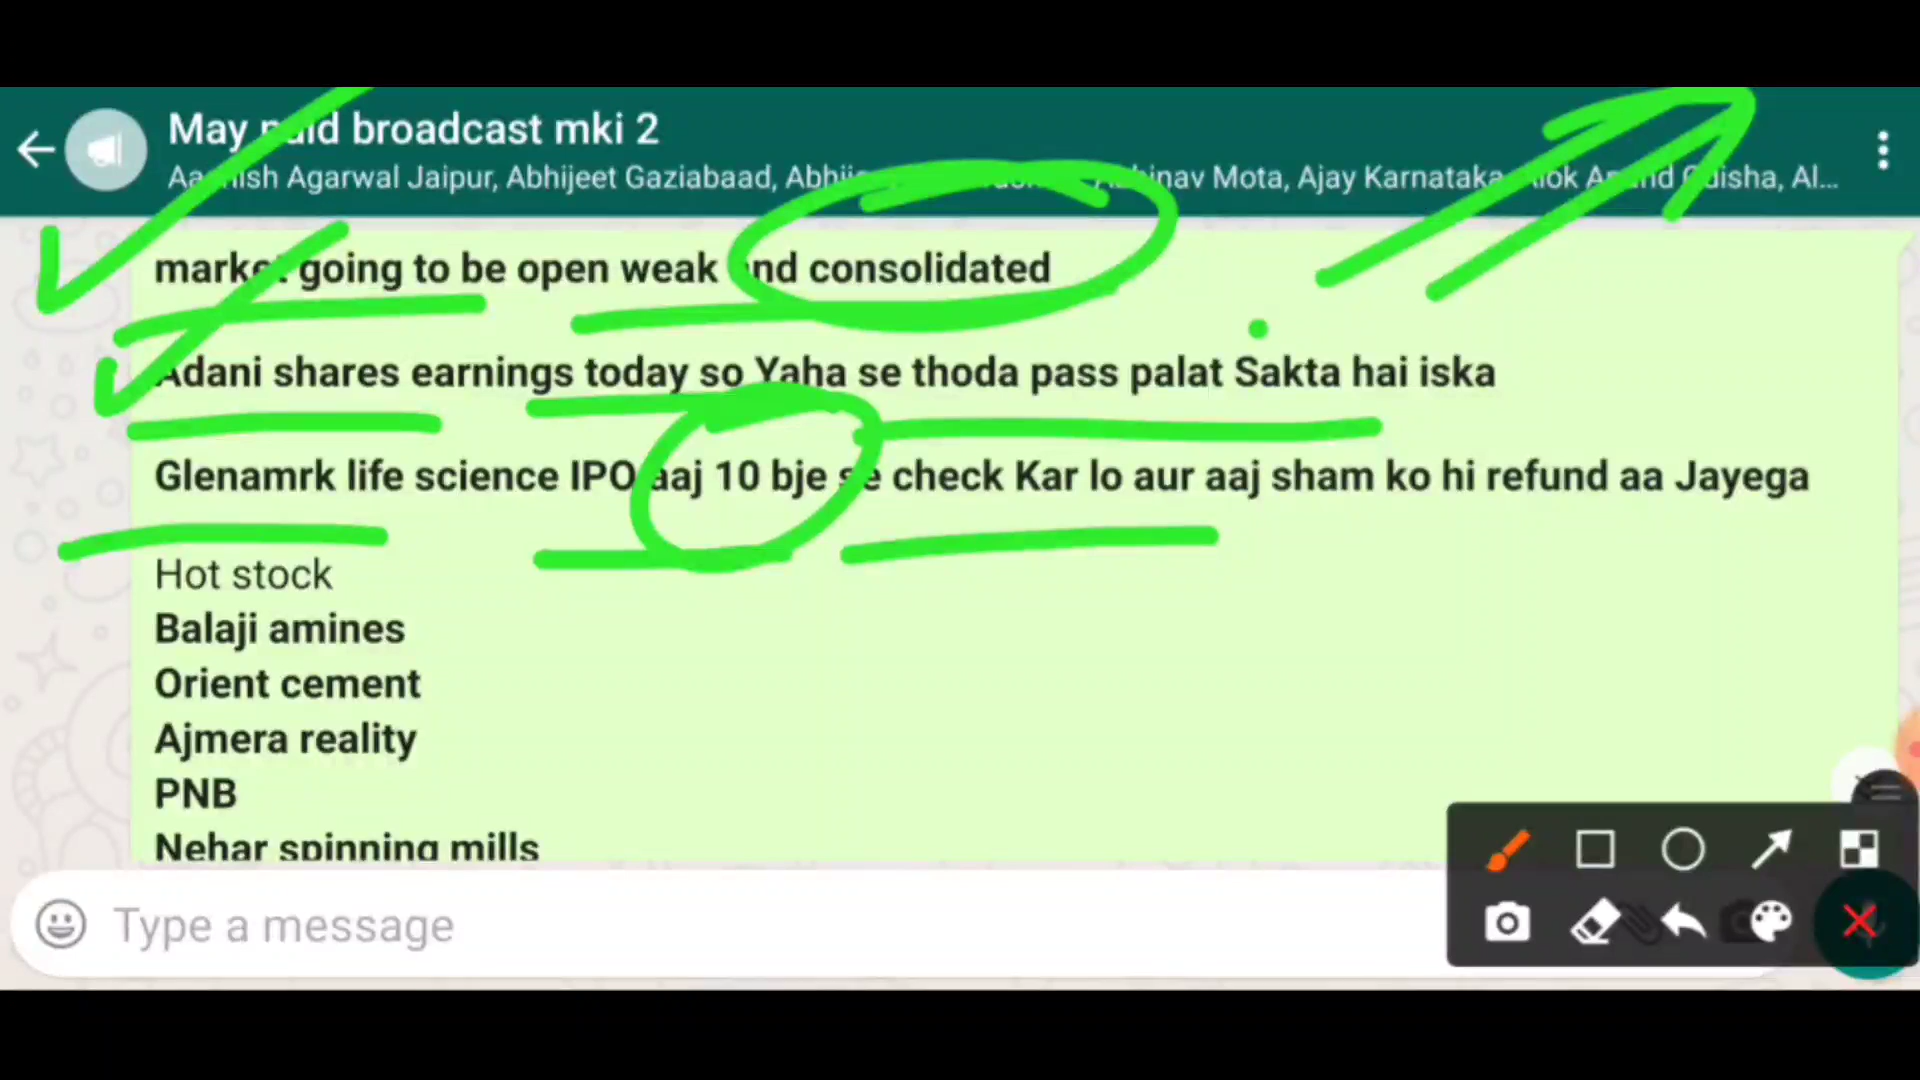 May paid broadcast mki 2
Aashish Agarwal Jaipur, Abhijeet Gaziabaad, Abhinav Mota, Ajay Karnataka, Alok Anand Odisha, Al...
market going to be open weak and consolidated
Adani shares earnings today so Yaha se thoda pass palat Sakta hai iska
Glenamrk life science IPO aaj 10 bje se check Kar lo aur aaj sham ko hi refund aa Jayega
Hot stock
Balaji amines
Orient cement
Ajmera reality
PNB
Nehar spinning mills
Type a message